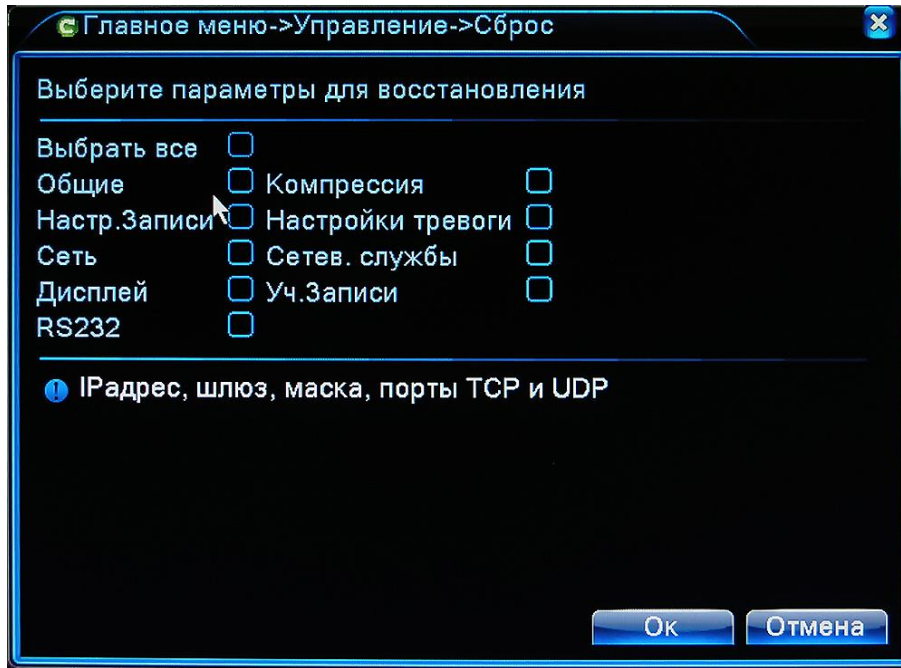 Главное меню->Управление->Сброс
Выберите параметры для восстановления
Выбрать все
Общие Компрессия
Настр.Записи Настройки тревоги
Сеть Сетев. службы
Дисплей Уч.Записи
RS232
IPадрес, шлюз, маска, порты TCP и UDP
Ок Отмена